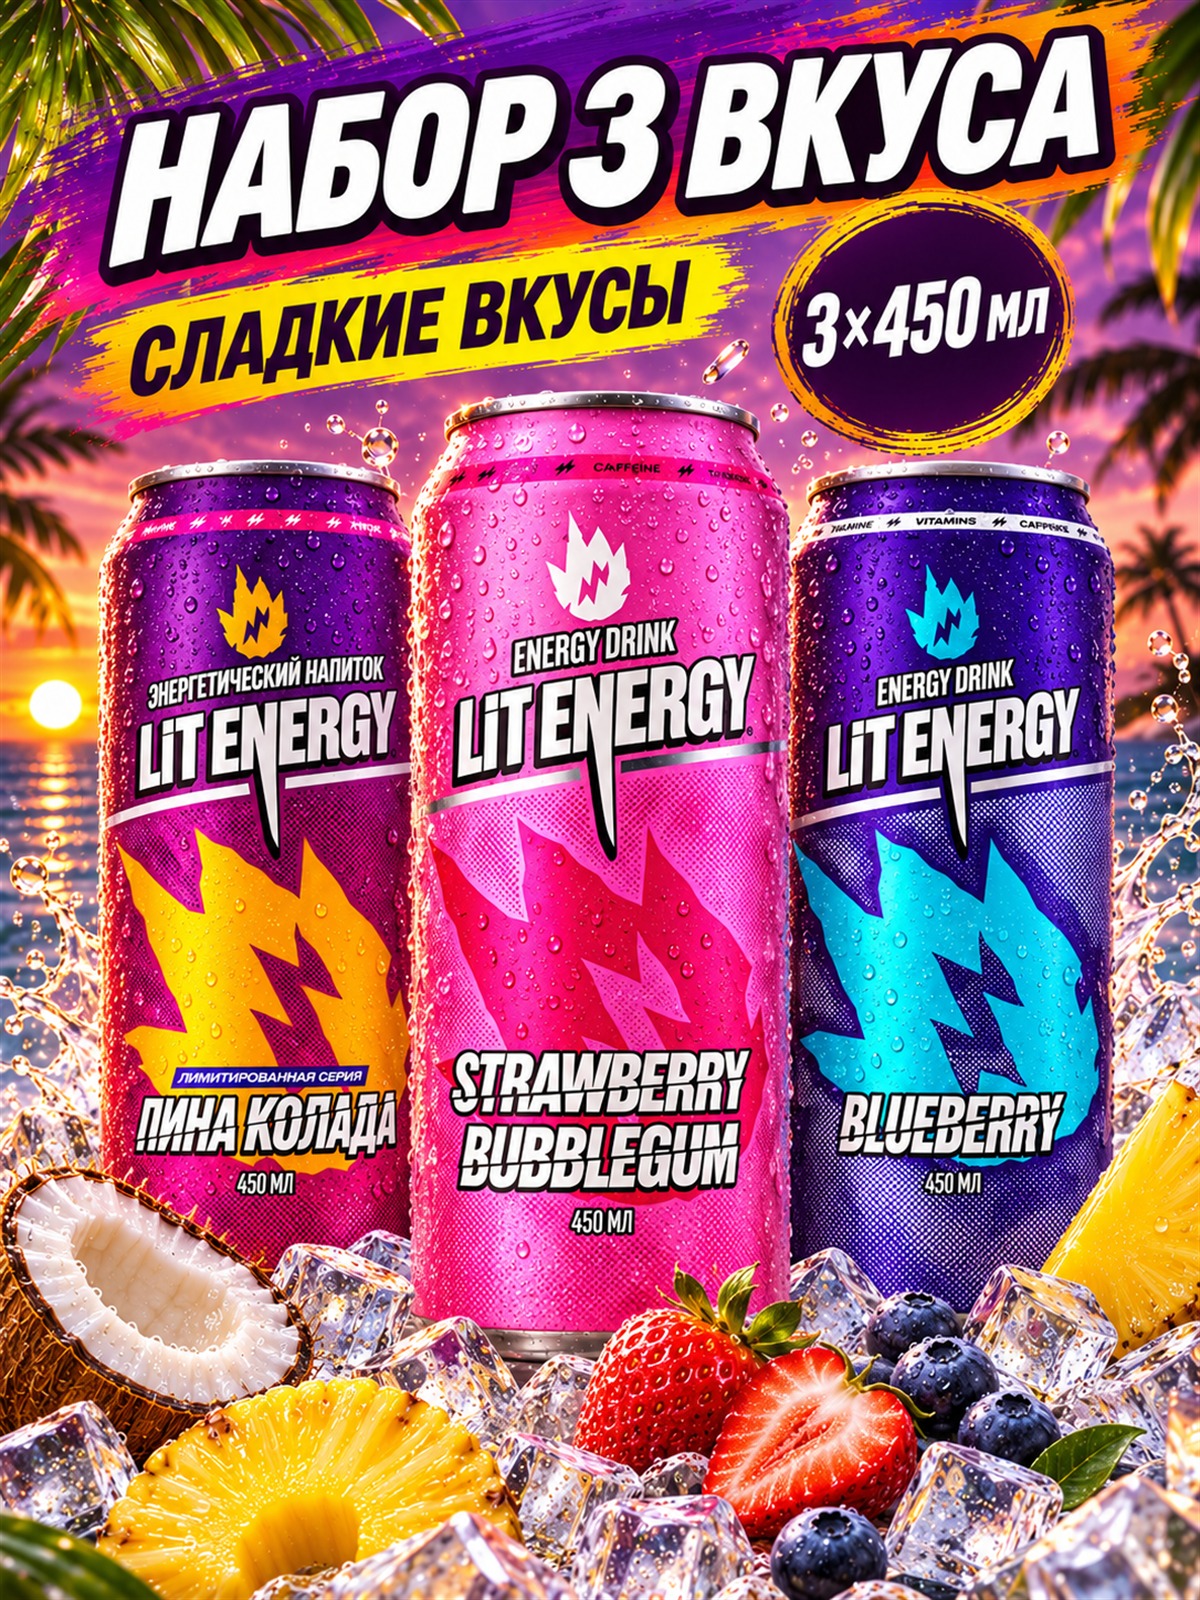 НАБОР 3 ВКУСА
СЛАДКИЕ ВКУСЫ
3×450 МЛ
ЭНЕРГЕТИЧЕСКИЙ НАПИТОК
LIT ENERGY
ЛИМИТИРОВАННАЯ СЕРИЯ
ПИНА КОЛАДА
450 МЛ
CAFFEINE
ENERGY DRINK
LIT ENERGY
STRAWBERRY
BUBBLEGUM
450 МЛ
VITAMINS
ENERGY DRINK
LIT ENERGY
BLUEBERRY
450 МЛ